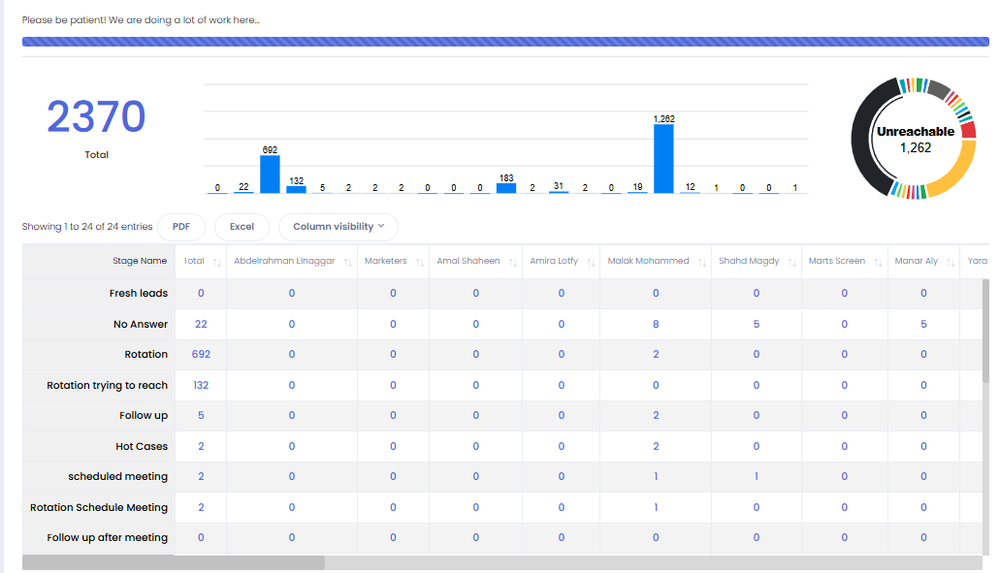 Please be patient! We are doing a lot of work here...
2370
Total
0 22 692 132 5 2 2 2 0 0 0 183 2 31 2 0 19 1,262 12 1 0 0 1
Unreachable
1,262
Showing 1 to 24 of 24 entries PDF Excel Column visibility
Stage Name Total Abdelrahman Elnaggar Marketers Amal Shaheen Amira Lotfy Malak Mohammed Shahd Magdy Marts Screen Manar Aly Yara
Fresh leads 0 0 0 0 0 0 0 0 0
No Answer 22 0 0 0 0 8 5 0 5
Rotation 692 0 0 0 0 2 0 0 0
Rotation trying to reach 132 0 0 0 0 0 0 0 0
Follow up 5 0 0 0 0 2 0 0 0
Hot Cases 2 0 0 0 0 2 0 0 0
scheduled meeting 2 0 0 0 0 1 1 0 0
Rotation Schedule Meeting 2 0 0 0 0 1 0 0 0
Follow up after meeting 0 0 0 0 0 0 0 0 0